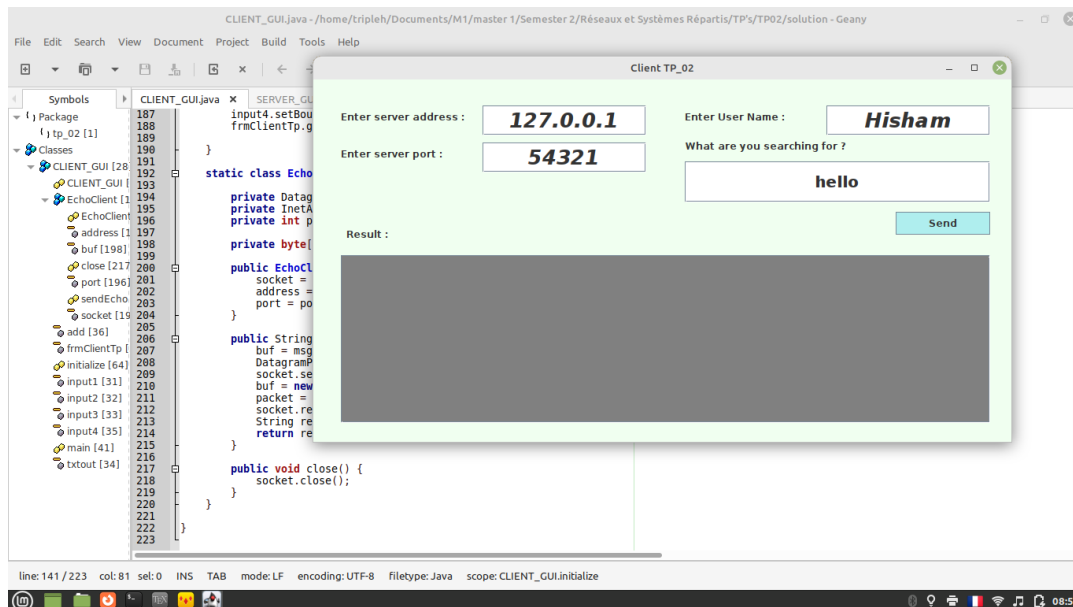 CLIENT_GUI.java - /home/tripleh/Documents/M1/master 1/Semester 2/Réseaux et Systèmes Répartis/TP's/TP02/solution - Geany
File Edit Search View Document Project Build Tools Help
Symbols
CLIENT_GUI.java
SERVER_GU
Package
tp_02 [1]
Classes
CLIENT_GUI [28
CLIENT_GUI [
EchoClient [1
EchoClient
address [1
buf [198]
close [217
port [196]
sendEcho
socket [19
add [36]
frmClientTp [
initialize [64]
input1 [31]
input2 [32]
input3 [33]
input4 [35]
main [41]
txtout [34]
187 input4.setBou
188 frmClientTp.g
189
190 }
191
192 static class Echo
193
194 private Datag
195 private InetA
196 private int p
197
198 private byte[
199
200 public EchoCl
201 socket =
202 address =
203 port = po
204 }
205
206 public String
207 buf = msg
208 DatagramP
209 socket.se
210 buf = new
211 packet =
212 socket.re
213 String re
214 return re
215 }
216
217 public void close() {
218 socket.close();
219 }
220 }
221
222 }
223
Client TP_02
Enter server address :
127.0.0.1
Enter User Name :
Hisham
Enter server port :
54321
What are you searching for ?
hello
Send
Result :
line: 141 / 223 col: 81 sel: 0 INS TAB mode: LF encoding: UTF-8 filetype: Java scope: CLIENT_GUI.initialize
08:5